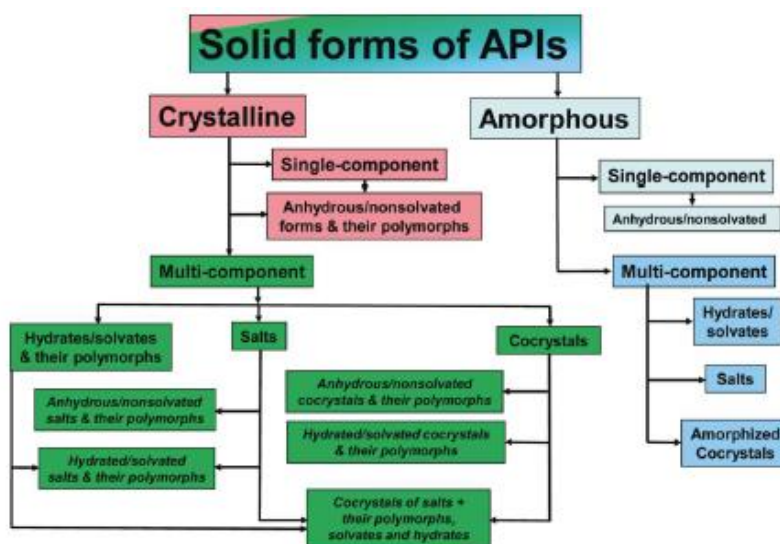 Solid forms of APIs
Crystalline
Amorphous
Single-component
Anhydrous/nonsolvated
forms & their polymorphs
Single-component
Anhydrous/nonsolvated
Multi-component
Multi-component
Hydrates/solvates
& their polymorphs
Salts
Cocrystals
Hydrates/
solvates
Anhydrous/nonsolvated
salts & their polymorphs
Anhydrous/nonsolvated
cocrystals & their polymorphs
Salts
Hydrated/solvated
salts & their polymorphs
Hydrated/solvated cocrystals
& their polymorphs
Amorphized
Cocrystals
Cocrystals of salts +
their polymorphs,
solvates and hydrates